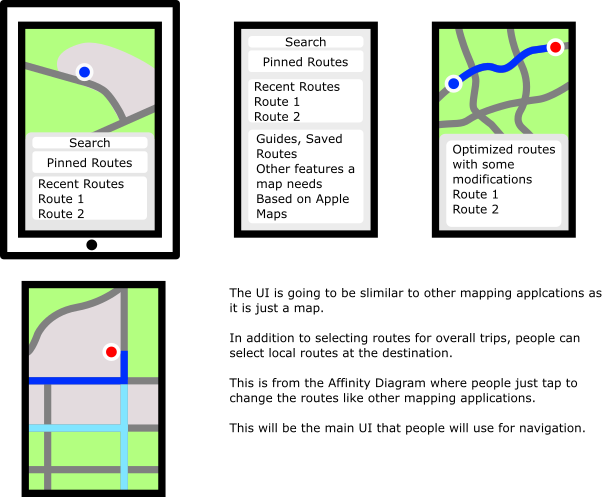 Search
Pinned Routes
Recent Routes
Route 1
Route 2
Search
Pinned Routes
Recent Routes
Route 1
Route 2
Guides, Saved
Routes
Other features a
map needs
Based on Apple
Maps
Optimized routes
with some
modifications
Route 1
Route 2
The UI is going to be slimilar to other mapping applcations as
it is just a map.
In addition to selecting routes for overall trips, people can
select local routes at the destination.
This is from the Affinity Diagram where people just tap to
change the routes like other mapping applications.
This will be the main UI that people will use for navigation.